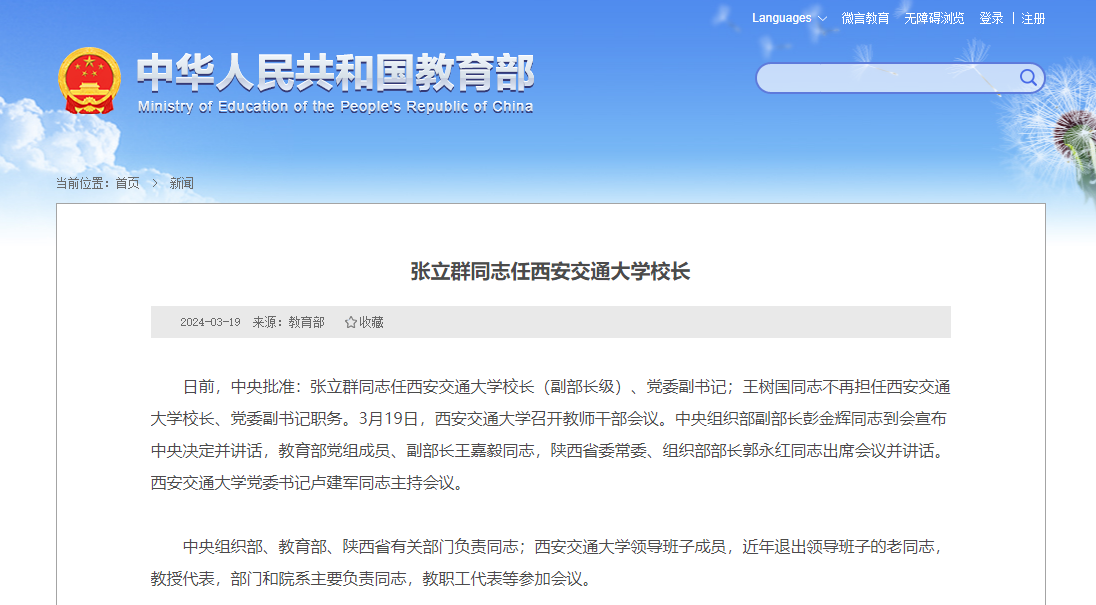 Languages 微言教育 无障碍浏览 登录 | 注册
中华人民共和国教育部
Ministry of Education of the People's Republic of China
当前位置：首页 > 新闻
张立群同志任西安交通大学校长
2024-03-19 来源：教育部 ☆收藏
日前，中央批准：张立群同志任西安交通大学校长（副部长级）、党委副书记；王树国同志不再担任西安交通
大学校长、党委副书记职务。3月19日，西安交通大学召开教师干部会议。中央组织部副部长彭金辉同志到会宣布
中央决定并讲话，教育部党组成员、副部长王嘉毅同志，陕西省委常委、组织部部长郭永红同志出席会议并讲话。
西安交通大学党委书记卢建军同志主持会议。
中央组织部、教育部、陕西省有关部门负责同志；西安交通大学领导班子成员，近年退出领导班子的老同志，
教授代表，部门和院系主要负责同志，教职工代表等参加会议。